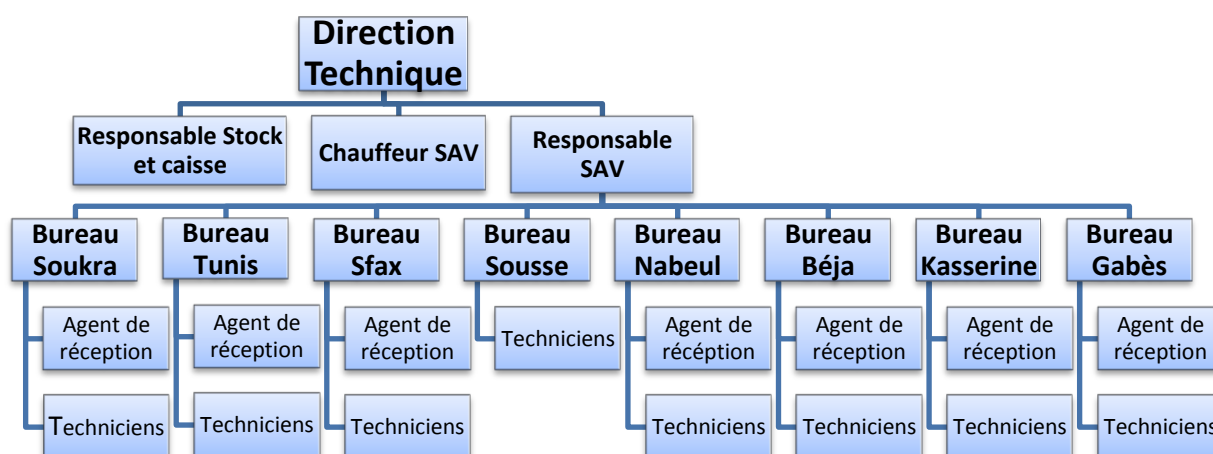 Direction
Technique
Responsable Stock
et caisse
Chauffeur SAV
Responsable
SAV
Bureau
Soukra
Bureau
Tunis
Bureau
Sfax
Bureau
Sousse
Bureau
Nabeul
Bureau
Béja
Bureau
Kasserine
Bureau
Gabès
Agent de
réception
Agent de
réception
Agent de
réception
Techniciens
Agent de
récéption
Agent de
réception
Agent de
réception
Agent de
réception
Techniciens
Techniciens
Techniciens
Techniciens
Techniciens
Techniciens
Techniciens